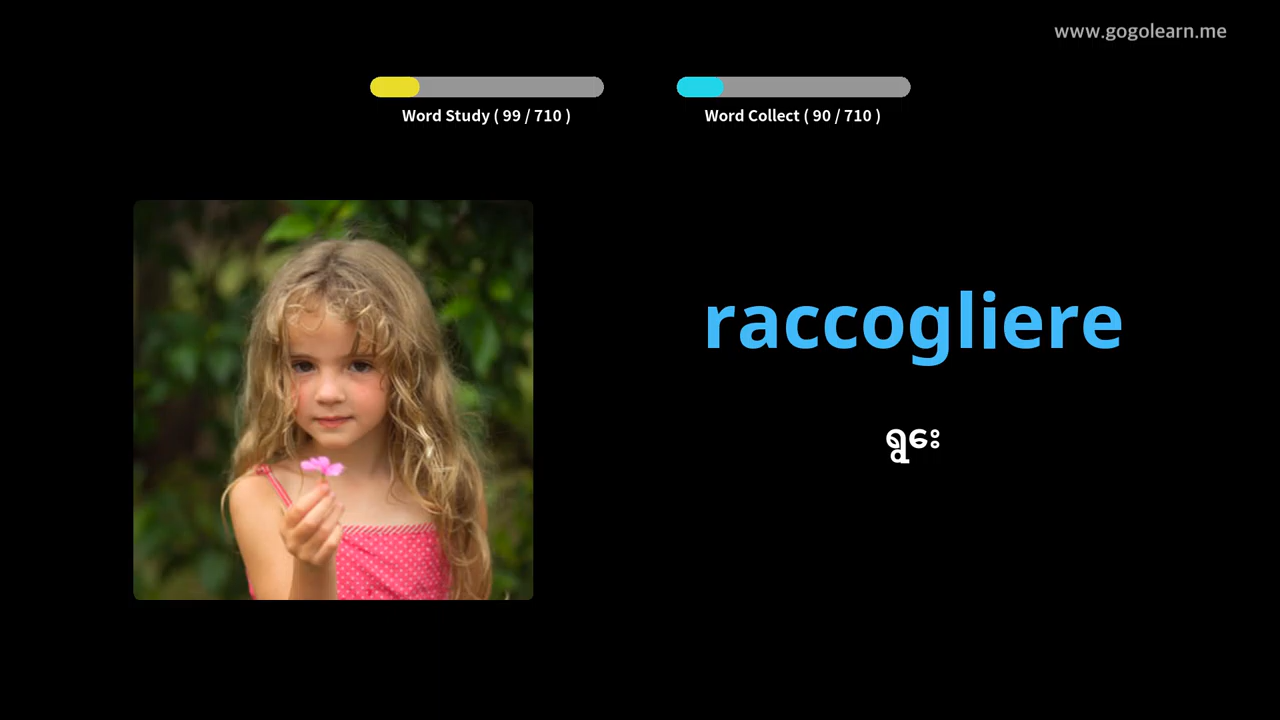 www.gogolearn.me
Word Study ( 99 / 710 )
Word Collect ( 90 / 710 )
raccogliere
ရွေး